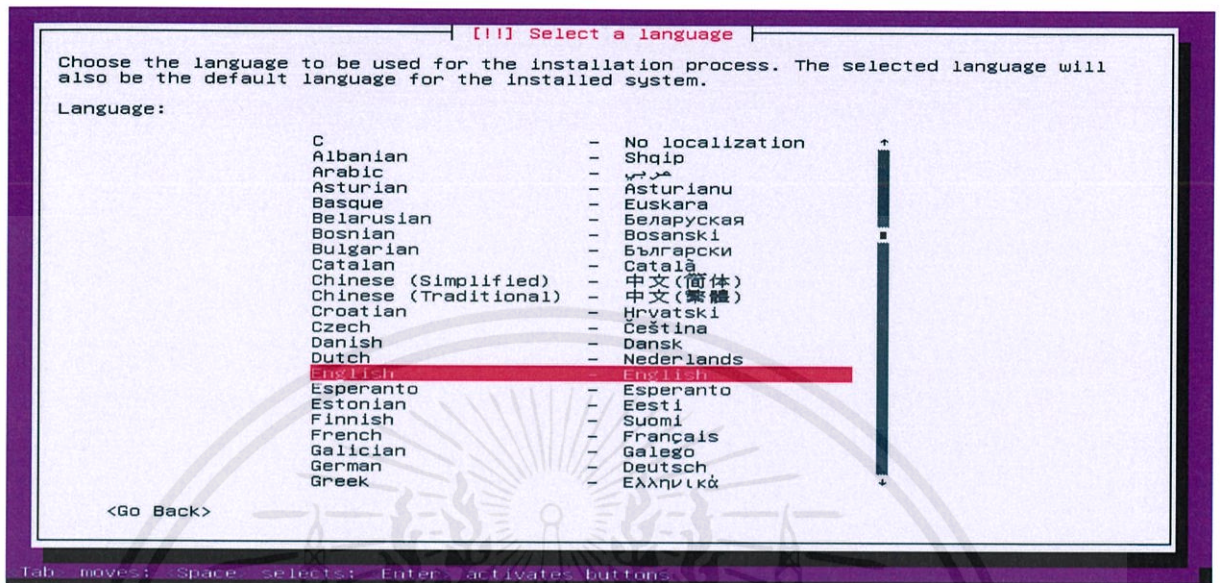 [!!] Select a language
Choose the language to be used for the installation process. The selected language will
also be the default language for the installed system.
Language:
C - No localization
Albanian - Shqip
Arabic - عربي
Asturian - Asturianu
Basque - Euskara
Belarusian - Беларуская
Bosnian - Bosanski
Bulgarian - Български
Catalan - Català
Chinese (Simplified) - 中文(简体)
Chinese (Traditional) - 中文(繁體)
Croatian - Hrvatski
Czech - Čeština
Danish - Dansk
Dutch - Nederlands
English - English
Esperanto - Esperanto
Estonian - Eesti
Finnish - Suomi
French - Français
Galician - Galego
German - Deutsch
Greek - Ελληνικά
<Go Back>
Tab moves; Space selects; Enter activates buttons